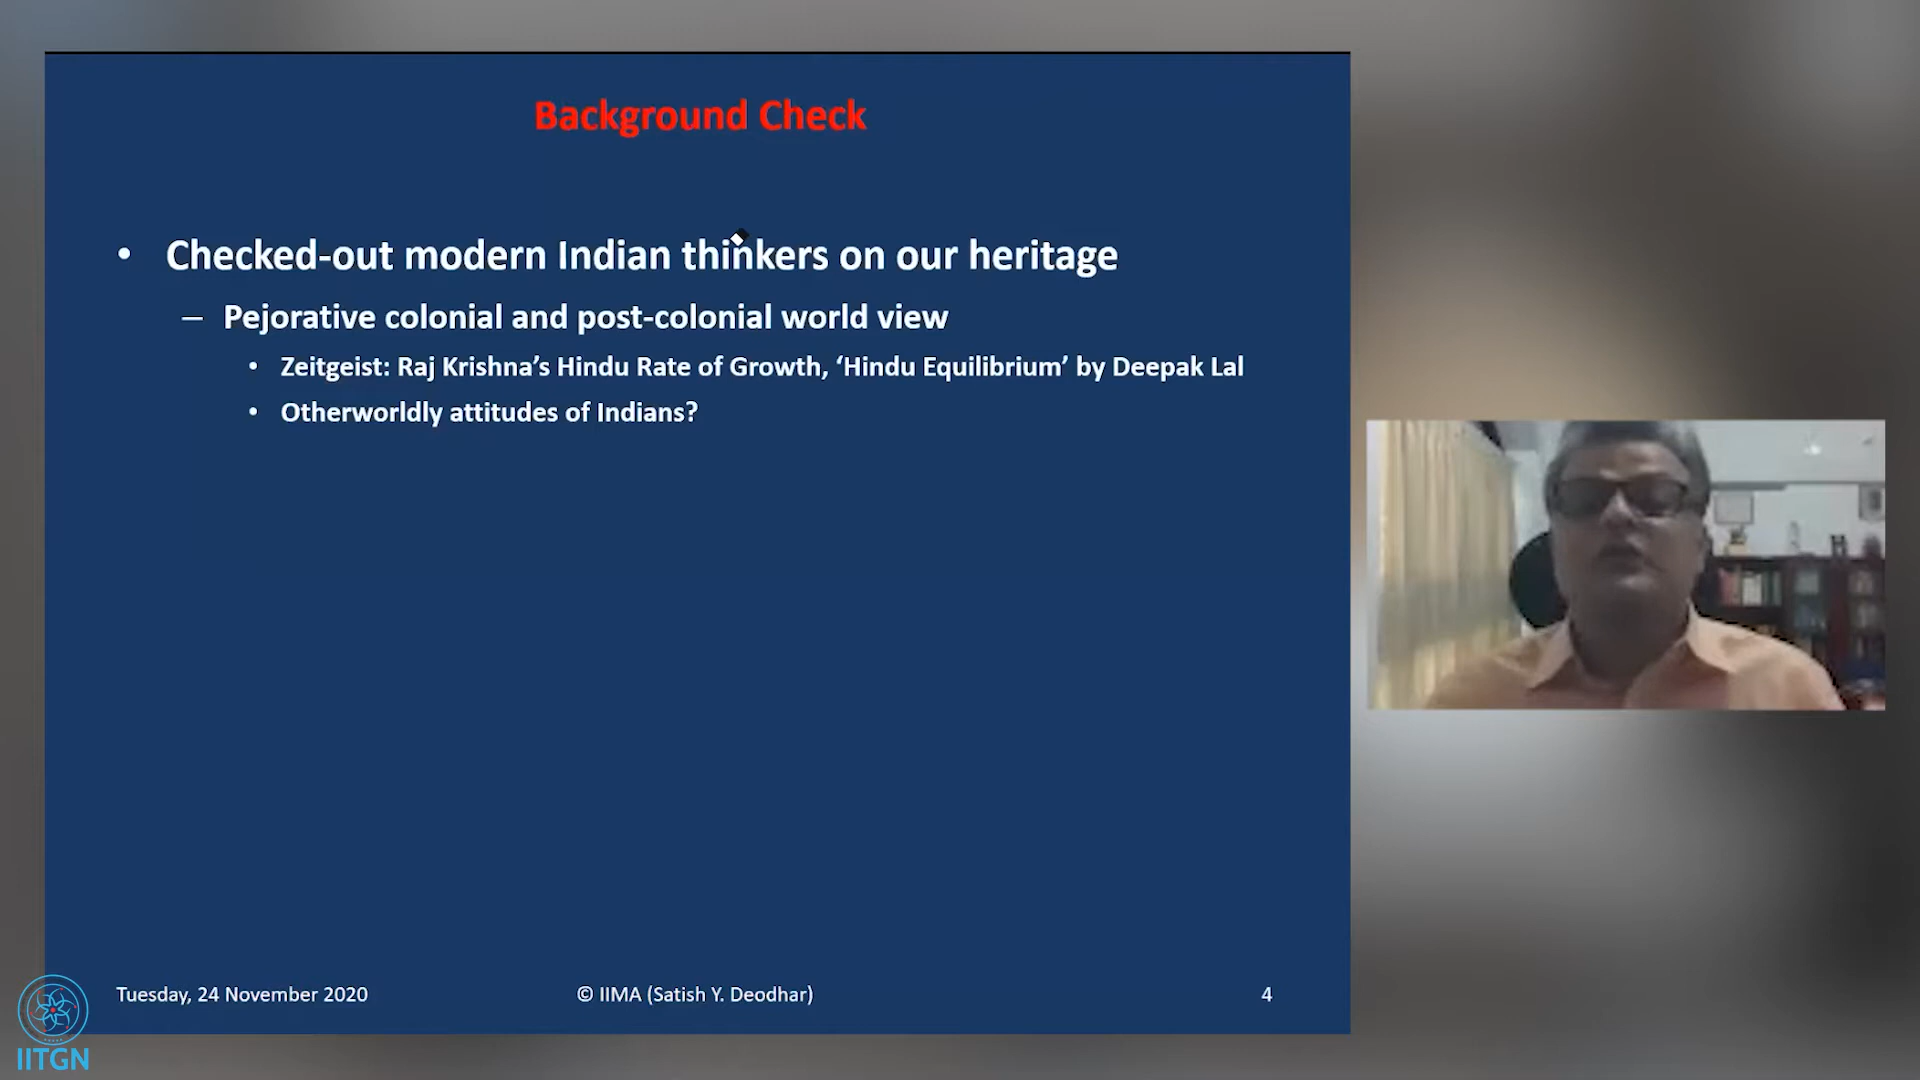 Background Check
• Checked-out modern Indian thinkers on our heritage
– Pejorative colonial and post-colonial world view
• Zeitgeist: Raj Krishna’s Hindu Rate of Growth, ‘Hindu Equilibrium’ by Deepak Lal
• Otherworldly attitudes of Indians?
Tuesday, 24 November 2020
© IIMA (Satish Y. Deodhar)
4
IITGN